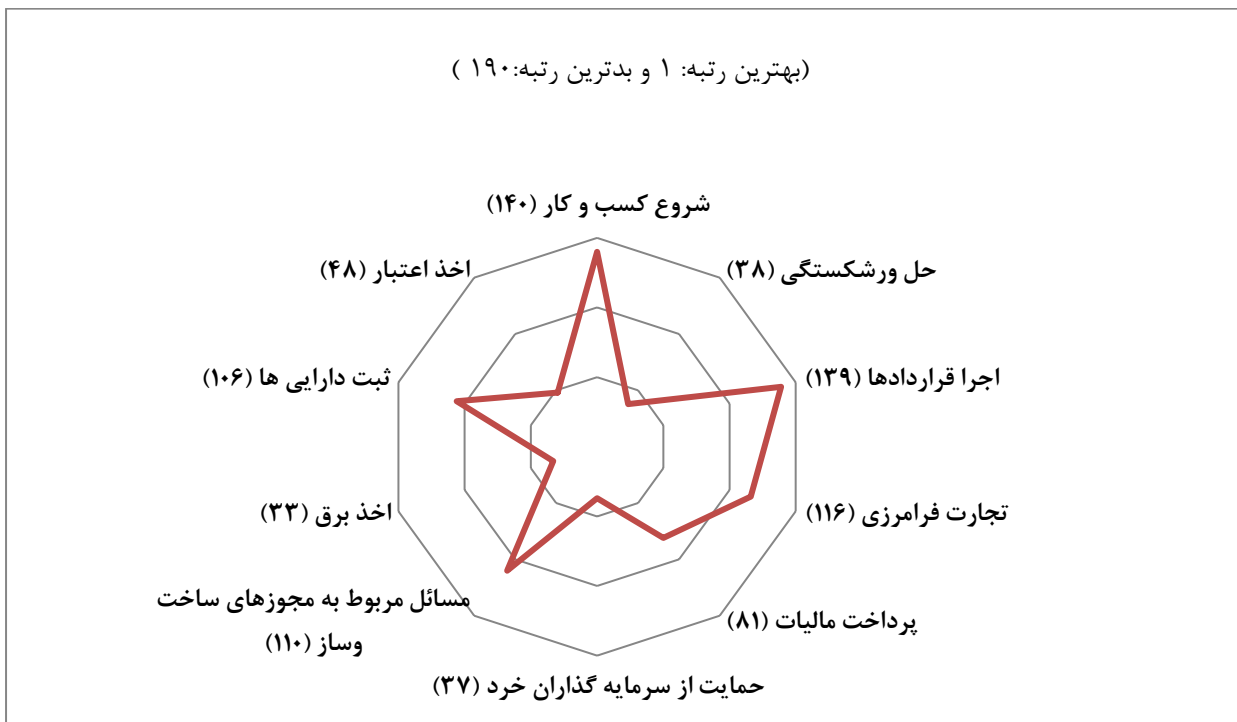 (بهترین رتبه: ۱ و بدترین رتبه:۱۹۰ )
شروع کسب و کار (۱۴۰)
حل ورشکستگی (۳۸)
اخذ اعتبار (۴۸)
اجرا قراردادها (۱۳۹)
ثبت دارایی ها (۱۰۶)
تجارت فرامرزی (۱۱۶)
اخذ برق (۳۳)
پرداخت مالیات (۸۱)
مسائل مربوط به مجوزهای ساخت
وساز (۱۱۰)
حمایت از سرمایه گذاران خرد (۳۷)